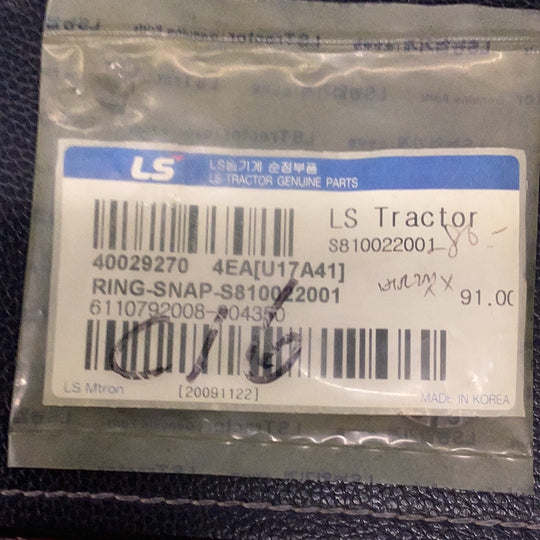 LS
LS농기계 순정부품
LS TRACTOR GENUINE PARTS
LS Tractor
S810022001
40029270 4EA[U17A41]
RING-SNAP-S810022001
91.00
6110792008-904350
LS Mtron
[20091122]
MADE IN KOREA